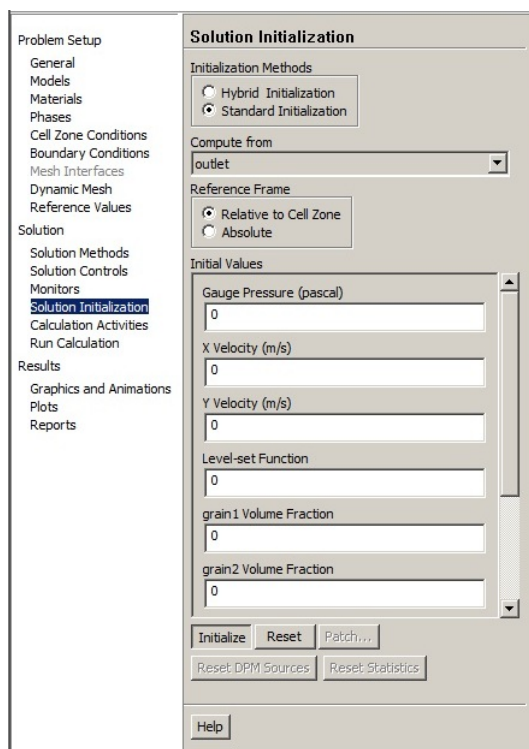 Problem Setup
General
Models
Materials
Phases
Cell Zone Conditions
Boundary Conditions
Mesh Interfaces
Dynamic Mesh
Reference Values
Solution
Solution Methods
Solution Controls
Monitors
Solution Initialization
Calculation Activities
Run Calculation
Results
Graphics and Animations
Plots
Reports
Solution Initialization
Initialization Methods
Hybrid Initialization
Standard Initialization
Compute from
outlet
Reference Frame
Relative to Cell Zone
Absolute
Initial Values
Gauge Pressure (pascal)
0
X Velocity (m/s)
0
Y Velocity (m/s)
0
Level-set Function
0
grain1 Volume Fraction
0
grain2 Volume Fraction
0
Initialize Reset Patch...
Reset DPM Sources Reset Statistics
Help